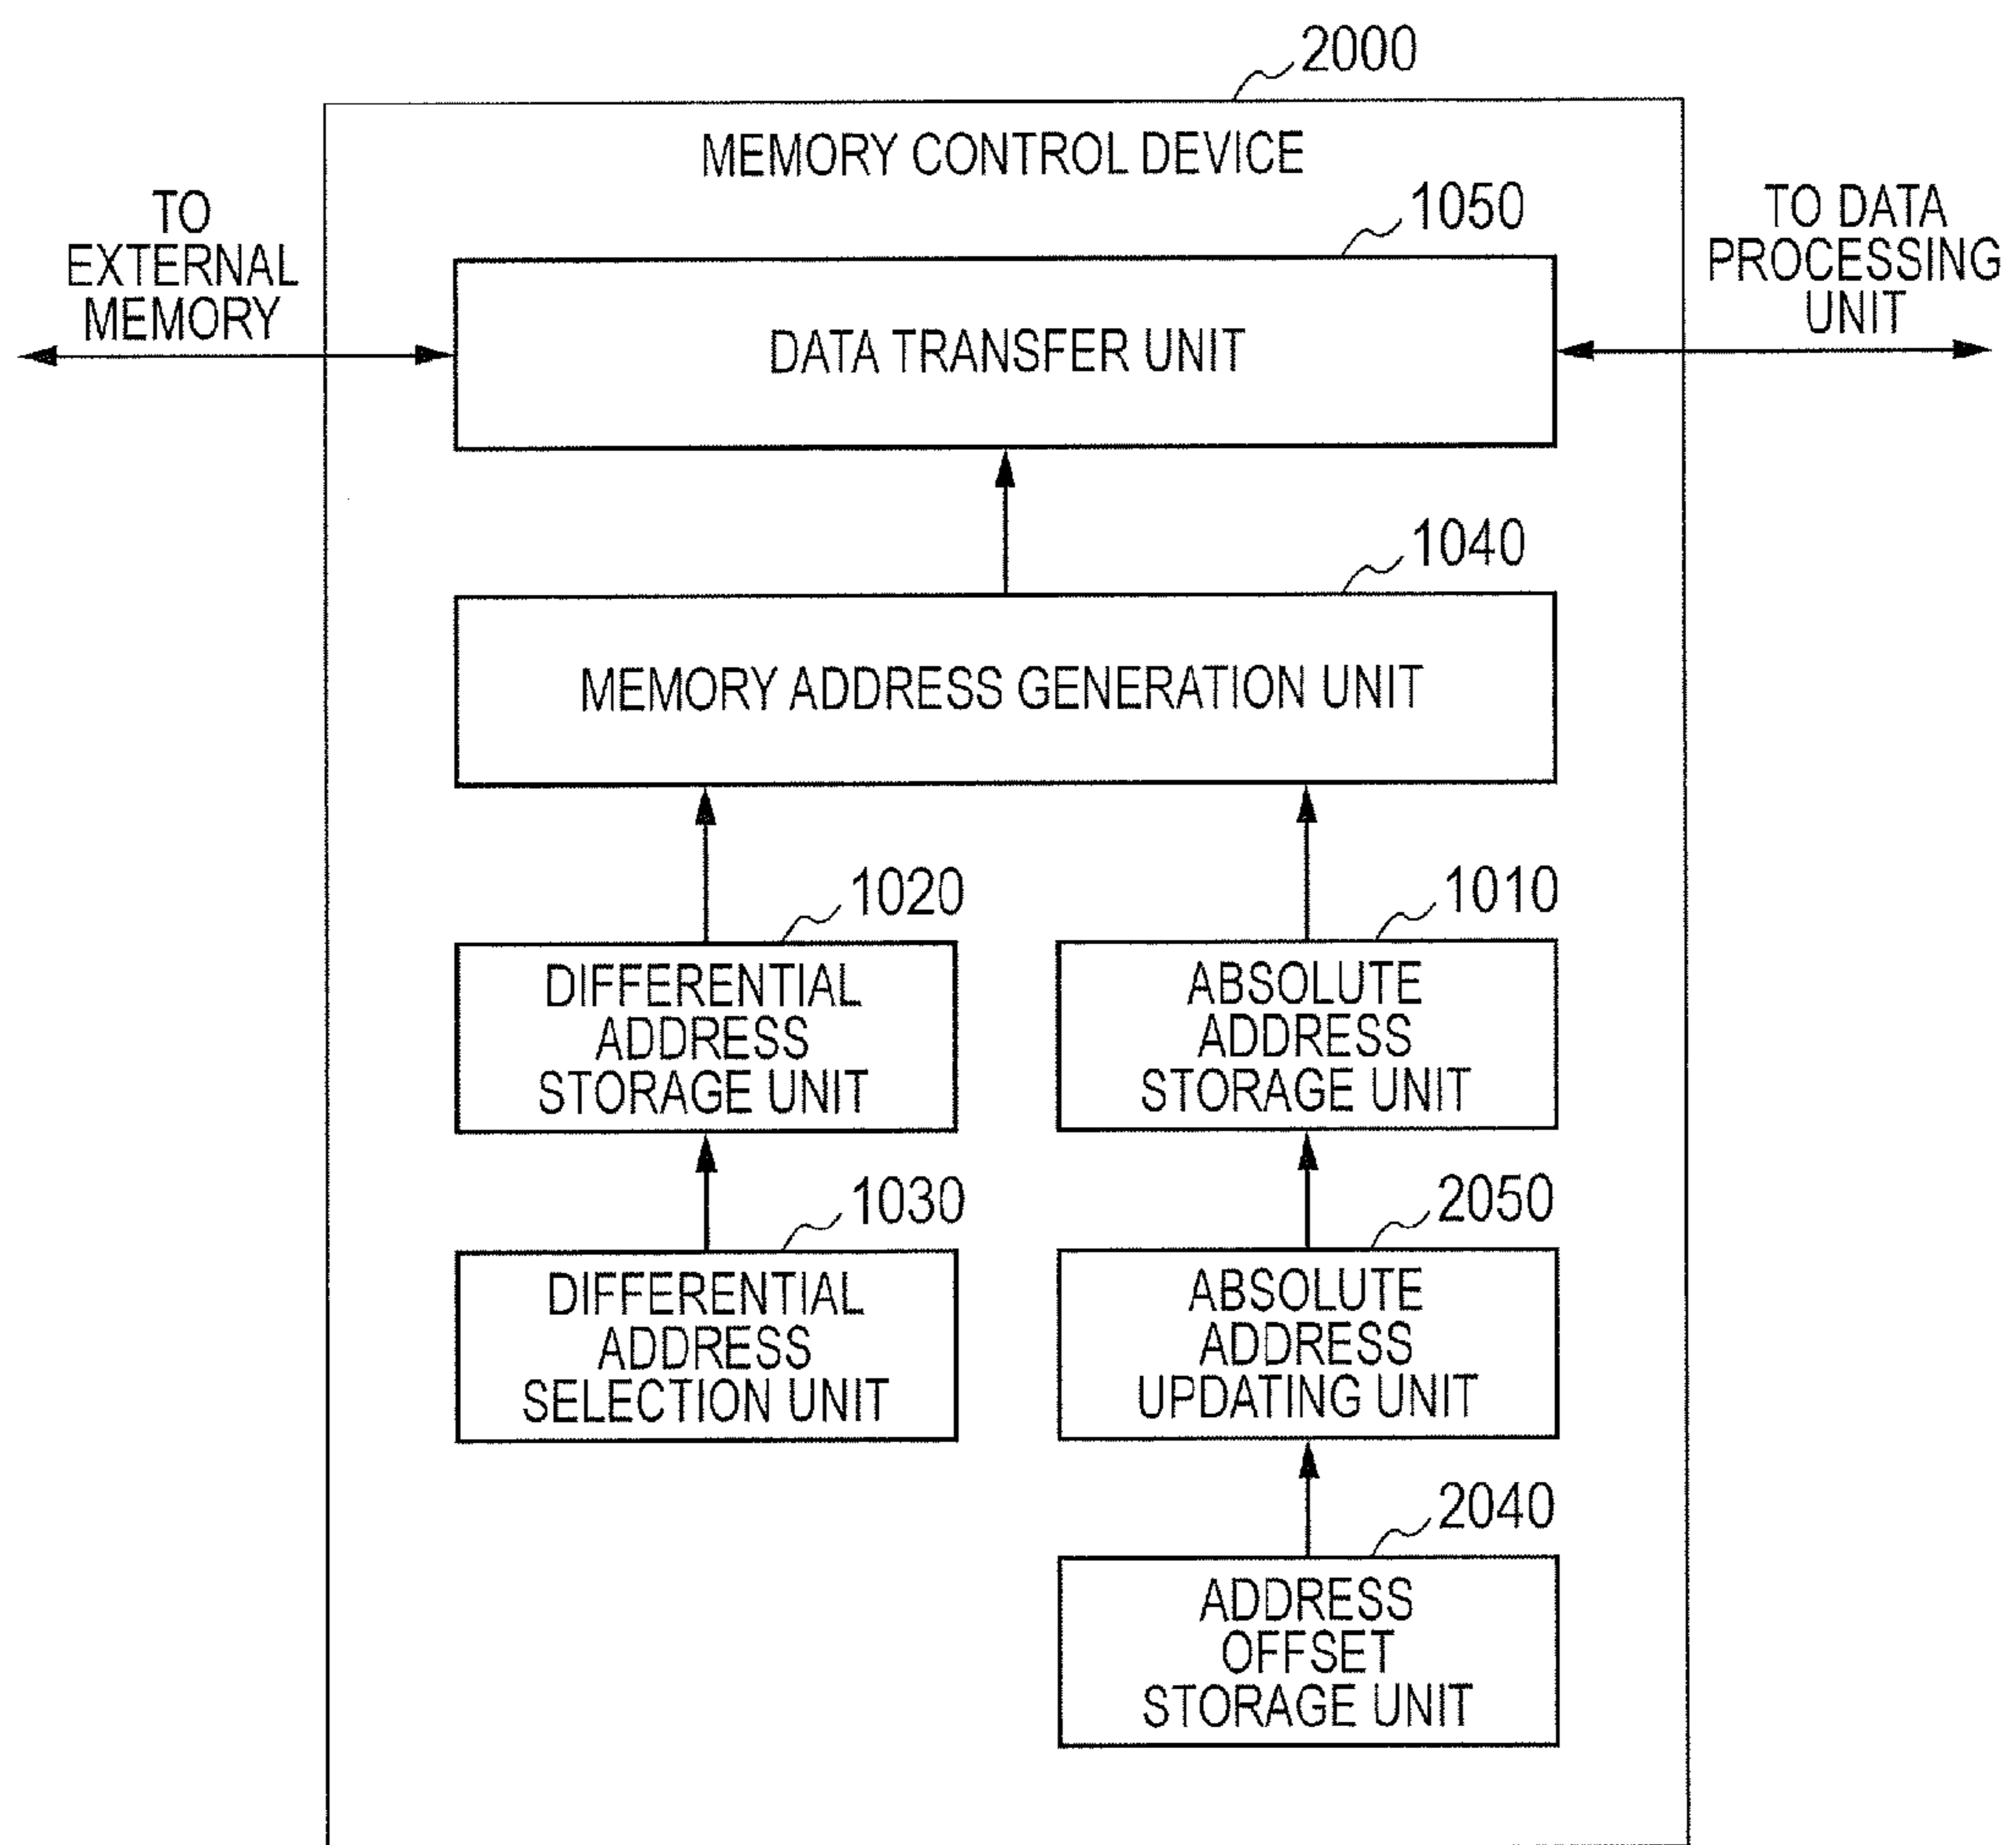 2000
MEMORY CONTROL DEVICE
TO
EXTERNAL
MEMORY
TO DATA
PROCESSING
UNIT
1050
DATA TRANSFER UNIT
1040
MEMORY ADDRESS GENERATION UNIT
1020
DIFFERENTIAL
ADDRESS
STORAGE UNIT
1010
ABSOLUTE
ADDRESS
STORAGE UNIT
1030
DIFFERENTIAL
ADDRESS
SELECTION UNIT
2050
ABSOLUTE
ADDRESS
UPDATING UNIT
2040
ADDRESS
OFFSET
STORAGE UNIT